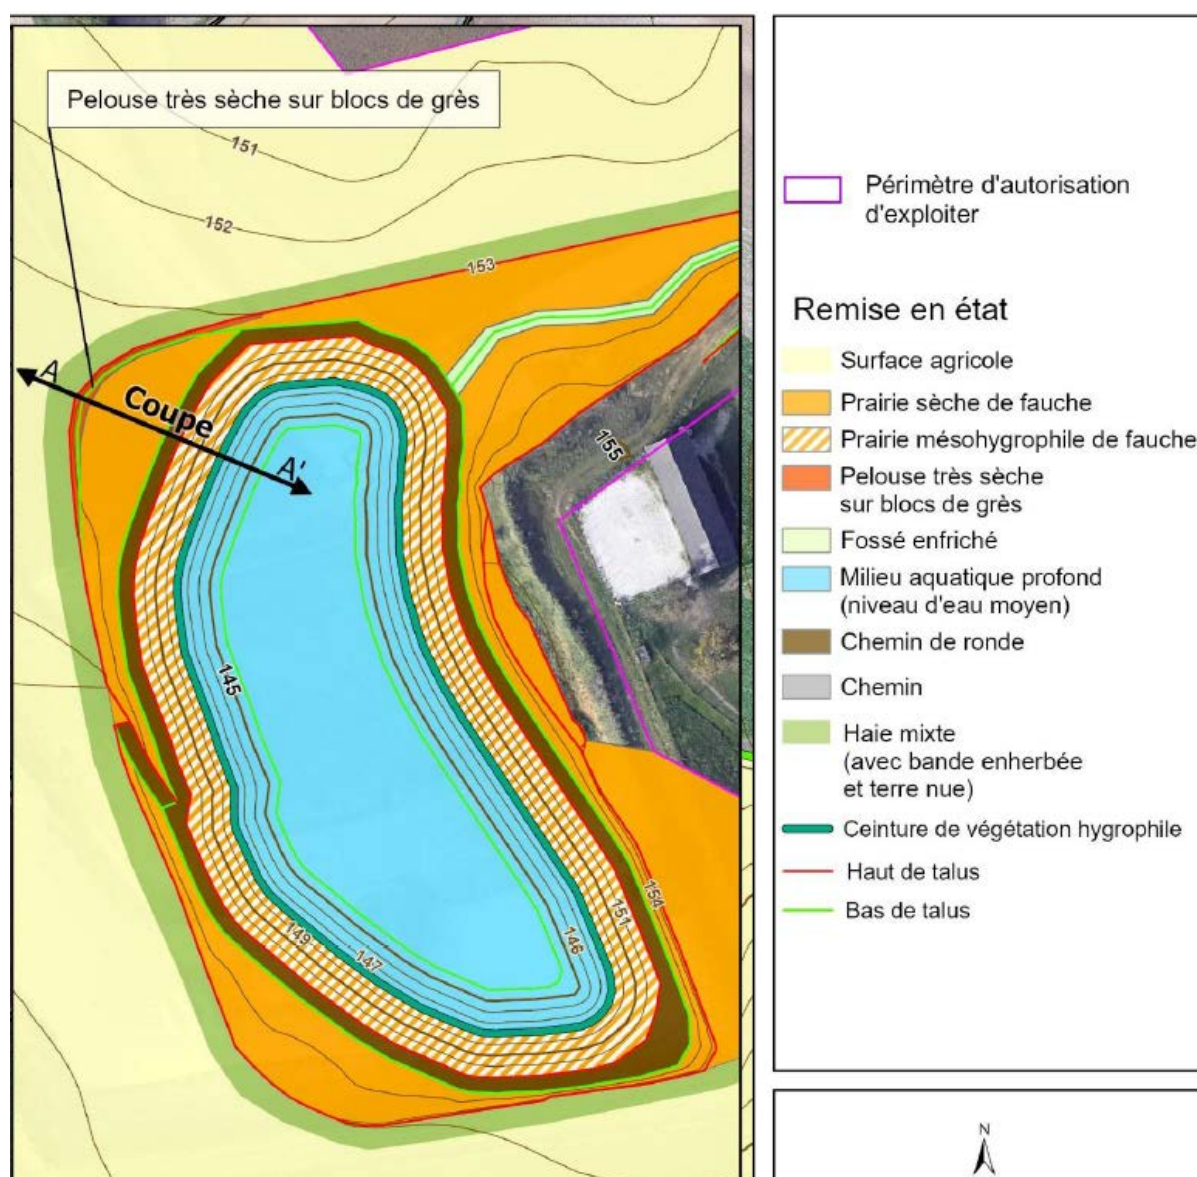 Pelouse très sèche sur blocs de grès
151
152
153
A
Coupe
A'
155
145
154
151
149
147
146
Périmètre d'autorisation
d'exploiter
Remise en état
Surface agricole
Prairie sèche de fauche
Prairie mésohygrophile de fauche
Pelouse très sèche
sur blocs de grès
Fossé enfriché
Milieu aquatique profond
(niveau d'eau moyen)
Chemin de ronde
Chemin
Haie mixte
(avec bande enherbée
et terre nue)
Ceinture de végétation hygrophile
Haut de talus
Bas de talus
N